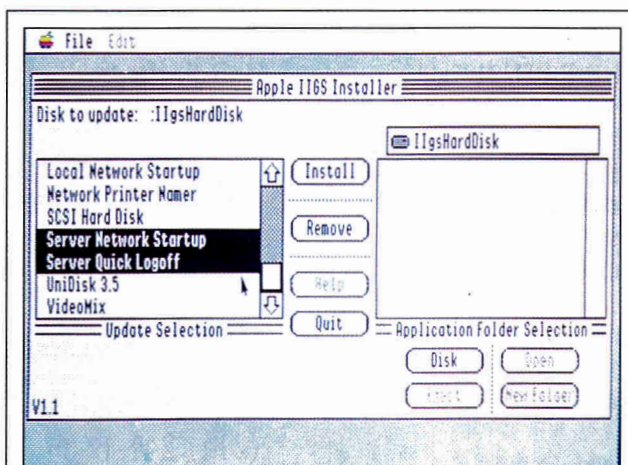 File Edit
Apple IIGS Installer
Disk to update: :IIgsHardDisk
IIgsHardDisk
Local Network Startup
Network Printer Namer
SCSI Hard Disk
Server Network Startup
Server Quick Logoff
UniDisk 3.5
VideoMix
Update Selection
Install
Remove
Help
Quit
Application Folder Selection
Disk
Open
Eject
New Folder
V1.1